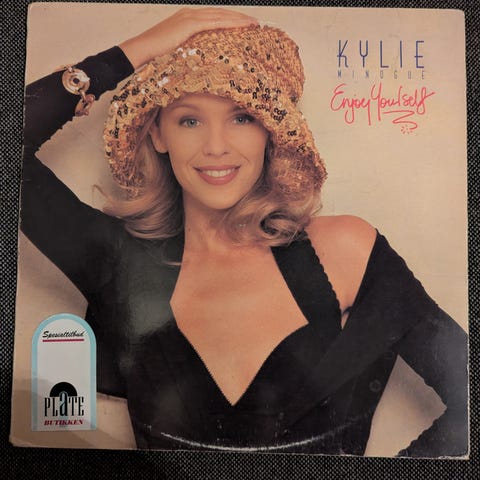 KYLIE
MINOGUE
Enjoy Yourself
Spesialtilbud
PLATE
BUTIKKEN